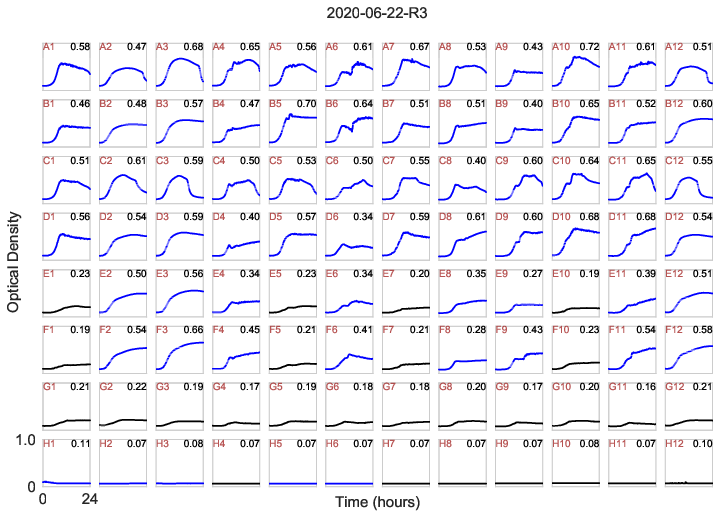 2020-06-22-R3
A1 0.58 A2 0.47 A3 0.68 A4 0.65 A5 0.56 A6 0.61 A7 0.67 A8 0.53 A9 0.43 A10 0.72 A11 0.61 A12 0.51
B1 0.46 B2 0.48 B3 0.57 B4 0.47 B5 0.70 B6 0.64 B7 0.51 B8 0.51 B9 0.40 B10 0.65 B11 0.52 B12 0.60
C1 0.51 C2 0.61 C3 0.59 C4 0.50 C5 0.53 C6 0.50 C7 0.55 C8 0.40 C9 0.60 C10 0.64 C11 0.65 C12 0.55
D1 0.56 D2 0.54 D3 0.59 D4 0.40 D5 0.57 D6 0.34 D7 0.59 D8 0.61 D9 0.60 D10 0.68 D11 0.68 D12 0.54
E1 0.23 E2 0.50 E3 0.56 E4 0.34 E5 0.23 E6 0.34 E7 0.20 E8 0.35 E9 0.27 E10 0.19 E11 0.39 E12 0.51
F1 0.19 F2 0.54 F3 0.66 F4 0.45 F5 0.21 F6 0.41 F7 0.21 F8 0.28 F9 0.43 F10 0.23 F11 0.54 F12 0.58
G1 0.21 G2 0.22 G3 0.19 G4 0.17 G5 0.19 G6 0.18 G7 0.18 G8 0.20 G9 0.17 G10 0.20 G11 0.16 G12 0.21
H1 0.11 H2 0.07 H3 0.08 H4 0.07 H5 0.07 H6 0.07 H7 0.07 H8 0.07 H9 0.07 H10 0.08 H11 0.07 H12 0.10
Optical Density
1.0
0
0 24
Time (hours)